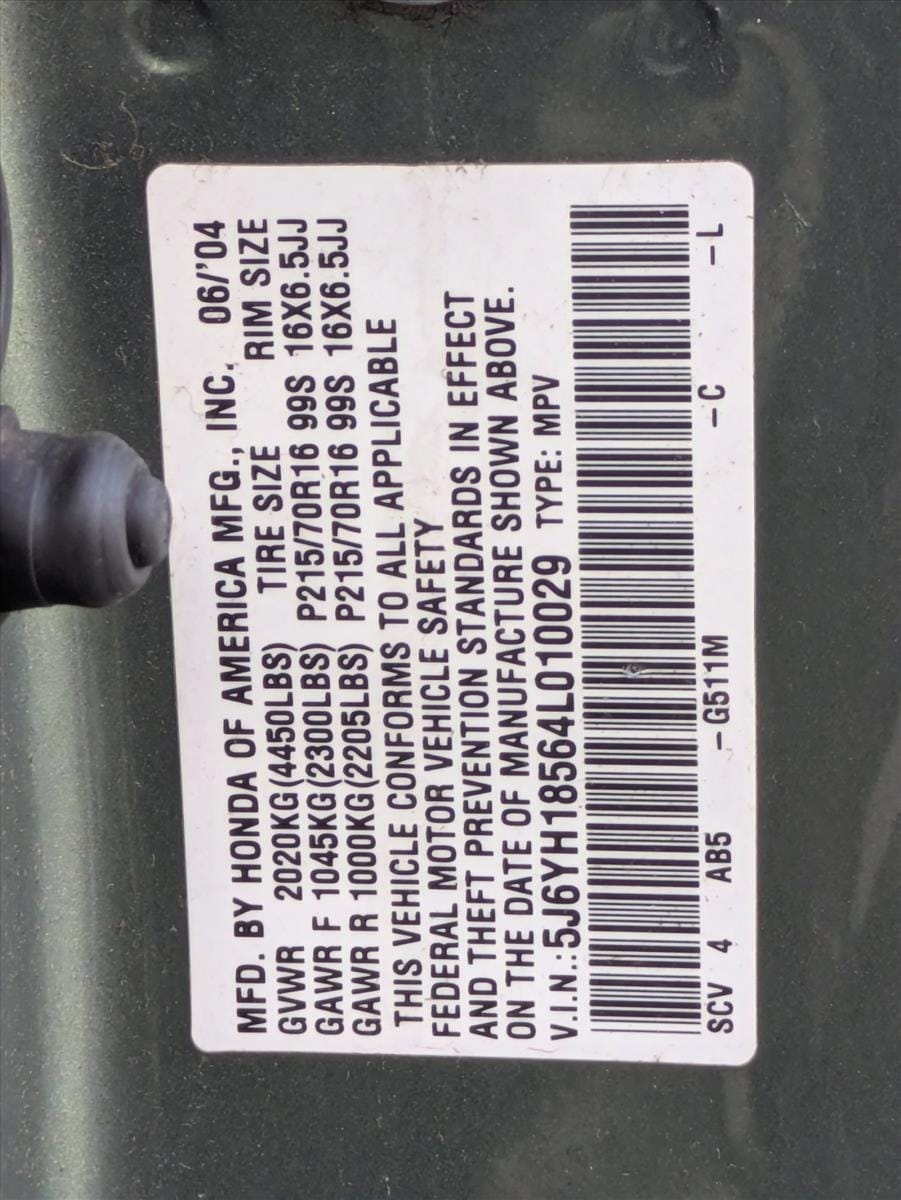 MFD. BY HONDA OF AMERICA MFG., INC. 06/'04
TIRE SIZE RIM SIZE
GVWR 2020KG(4450LBS)
GAWR F 1045KG(2300LBS) P215/70R16 99S 16X6.5JJ
GAWR R 1000KG(2205LBS) P215/70R16 99S 16X6.5JJ
THIS VEHICLE CONFORMS TO ALL APPLICABLE
FEDERAL MOTOR VEHICLE SAFETY
AND THEFT PREVENTION STANDARDS IN EFFECT
ON THE DATE OF MANUFACTURE SHOWN ABOVE.
V.I.N.:5J6YH18564L010029 TYPE: MPV
SCV 4 AB5 -G511M -C -L